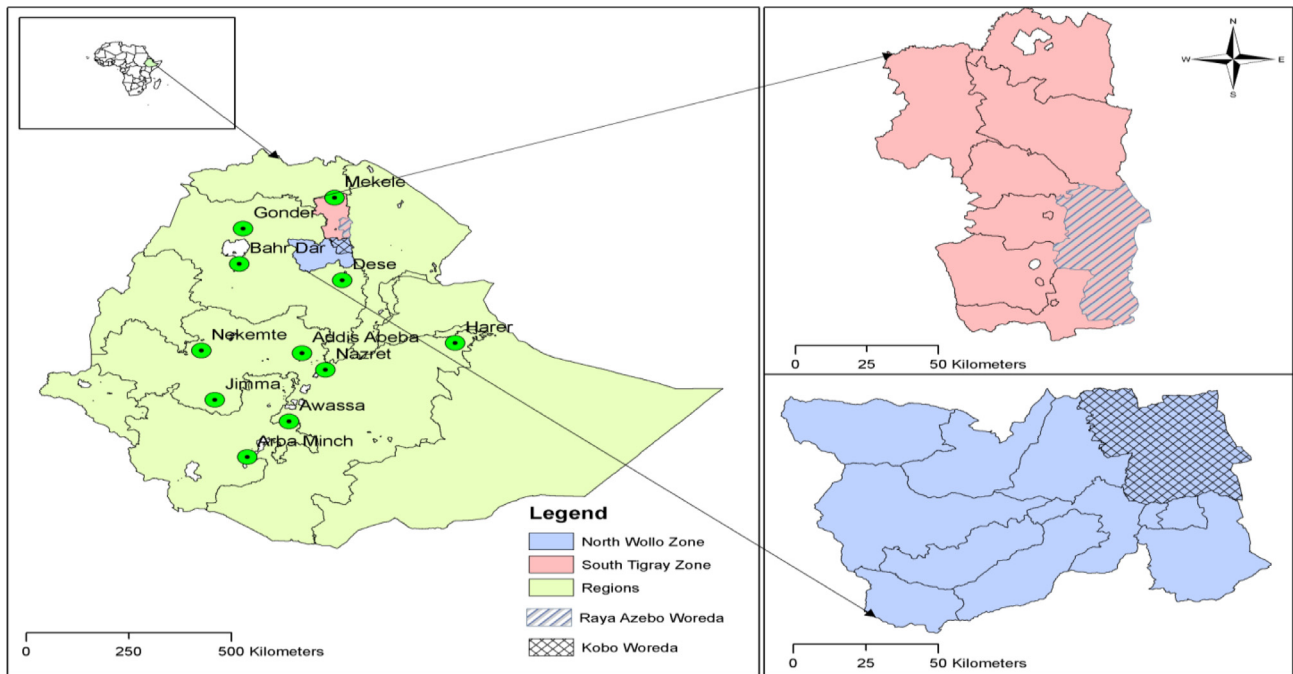 Mekele
Gonder
Bahr Dar
Dese
Nekemte
Addis Abeba
Harer
Nazret
Jimma
Awassa
Arba Minch
Legend
North Wollo Zone
South Tigray Zone
Regions
Raya Azebo Woreda
Kobo Woreda
0 250 500 Kilometers
N
W E
S
0 25 50 Kilometers
0 25 50 Kilometers